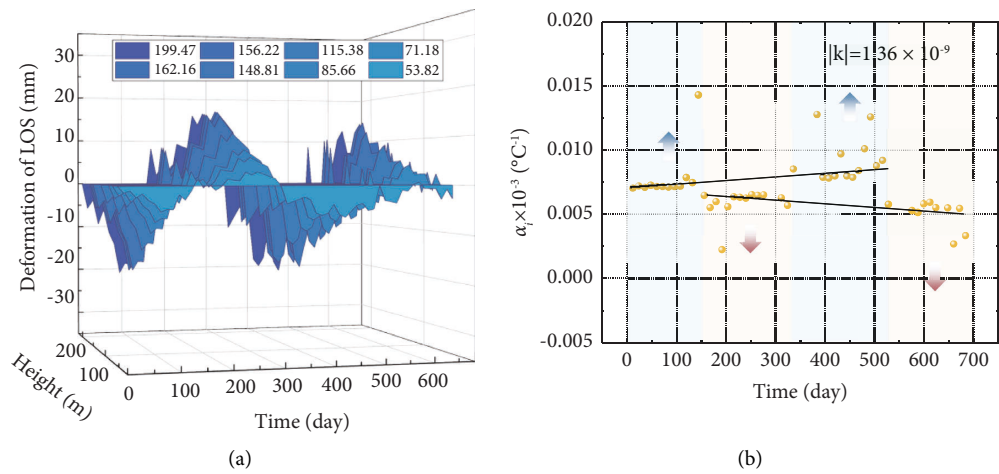 30
20
10
0
-10
-20
-30
Deformation of LOS (mm)
199.47 156.22 115.38 71.18
162.16 148.81 85.66 53.82
200
100
0
Height (m)
0 100 200 300 400 500 600
Time (day)
(a)
0.020
0.015
0.010
0.005
0.000
-0.005
αᵢ×10⁻³ (°C⁻¹)
|k|=1.36 × 10⁻⁹
0 100 200 300 400 500 600 700
Time (day)
(b)